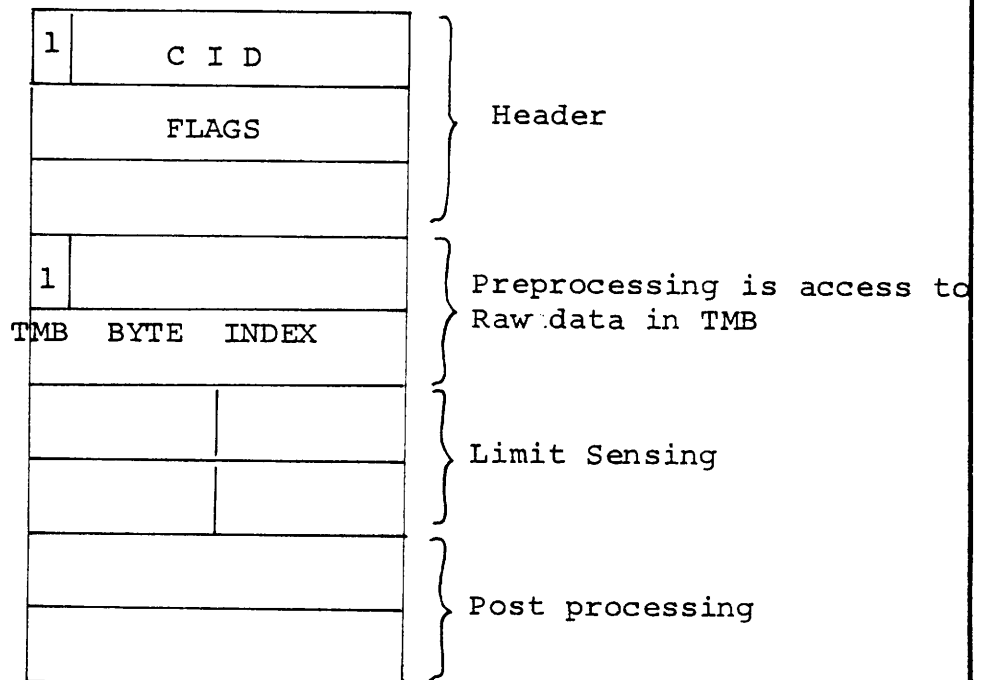 1
C I D
FLAGS
Header
1
Preprocessing is access to
Raw data in TMB
TMB BYTE INDEX
Limit Sensing
Post processing